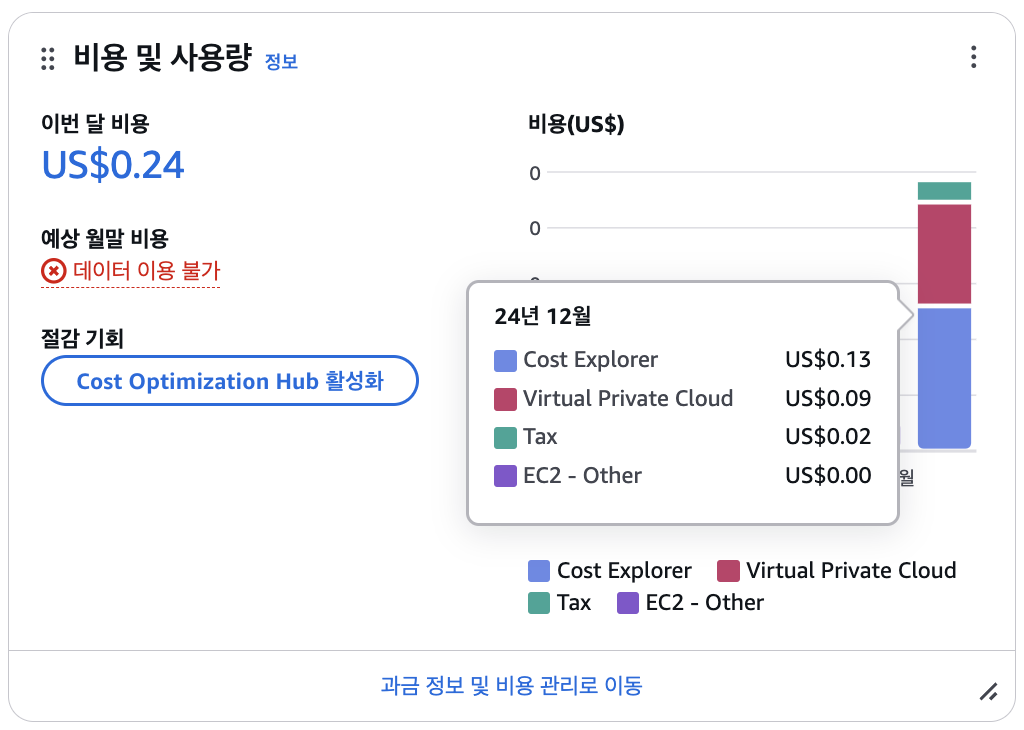 비용 및 사용량 정보
이번 달 비용
US$0.24
예상 월말 비용
데이터 이용 불가
절감 기회
Cost Optimization Hub 활성화
비용(US$)
0
0
24년 12월
Cost Explorer US$0.13
Virtual Private Cloud US$0.09
Tax US$0.02
EC2 - Other US$0.00
월
Cost Explorer Virtual Private Cloud
Tax EC2 - Other
과금 정보 및 비용 관리로 이동